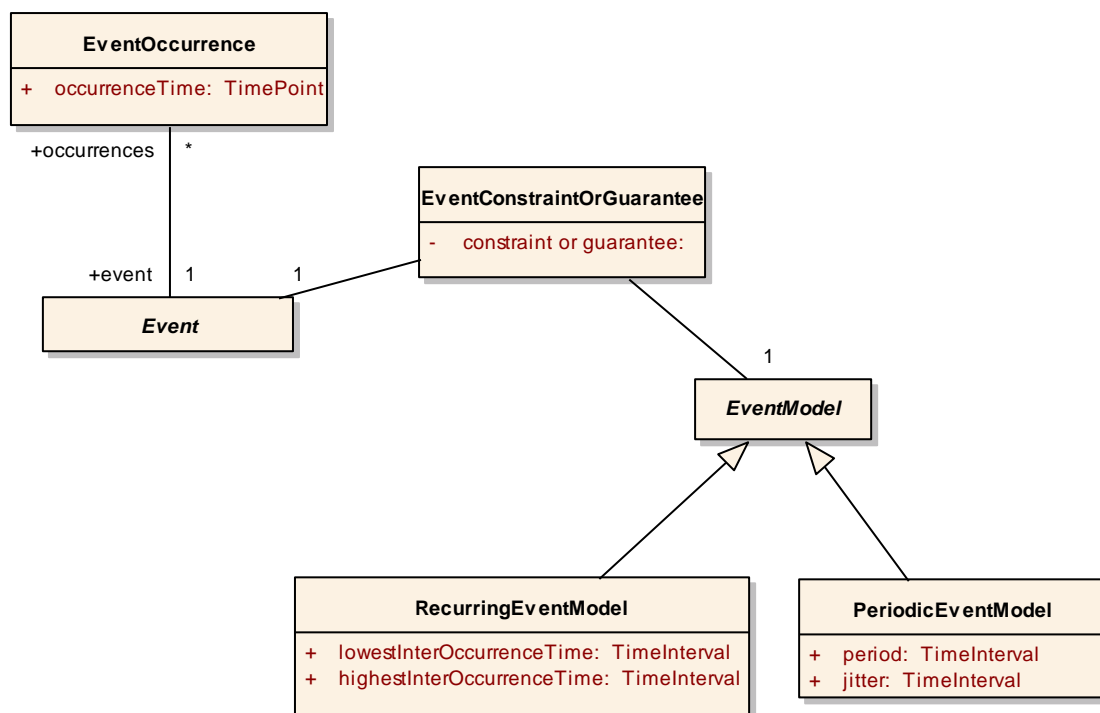 EventOccurrence
+ occurrenceTime: TimePoint
+occurrences *
EventConstraintOrGuarantee
- constraint or guarantee:
+event 1
1
Event
1
EventModel
RecurringEventModel
+ lowestInterOccurrenceTime: TimeInterval
+ highestInterOccurrenceTime: TimeInterval
PeriodicEventModel
+ period: TimeInterval
+ jitter: TimeInterval